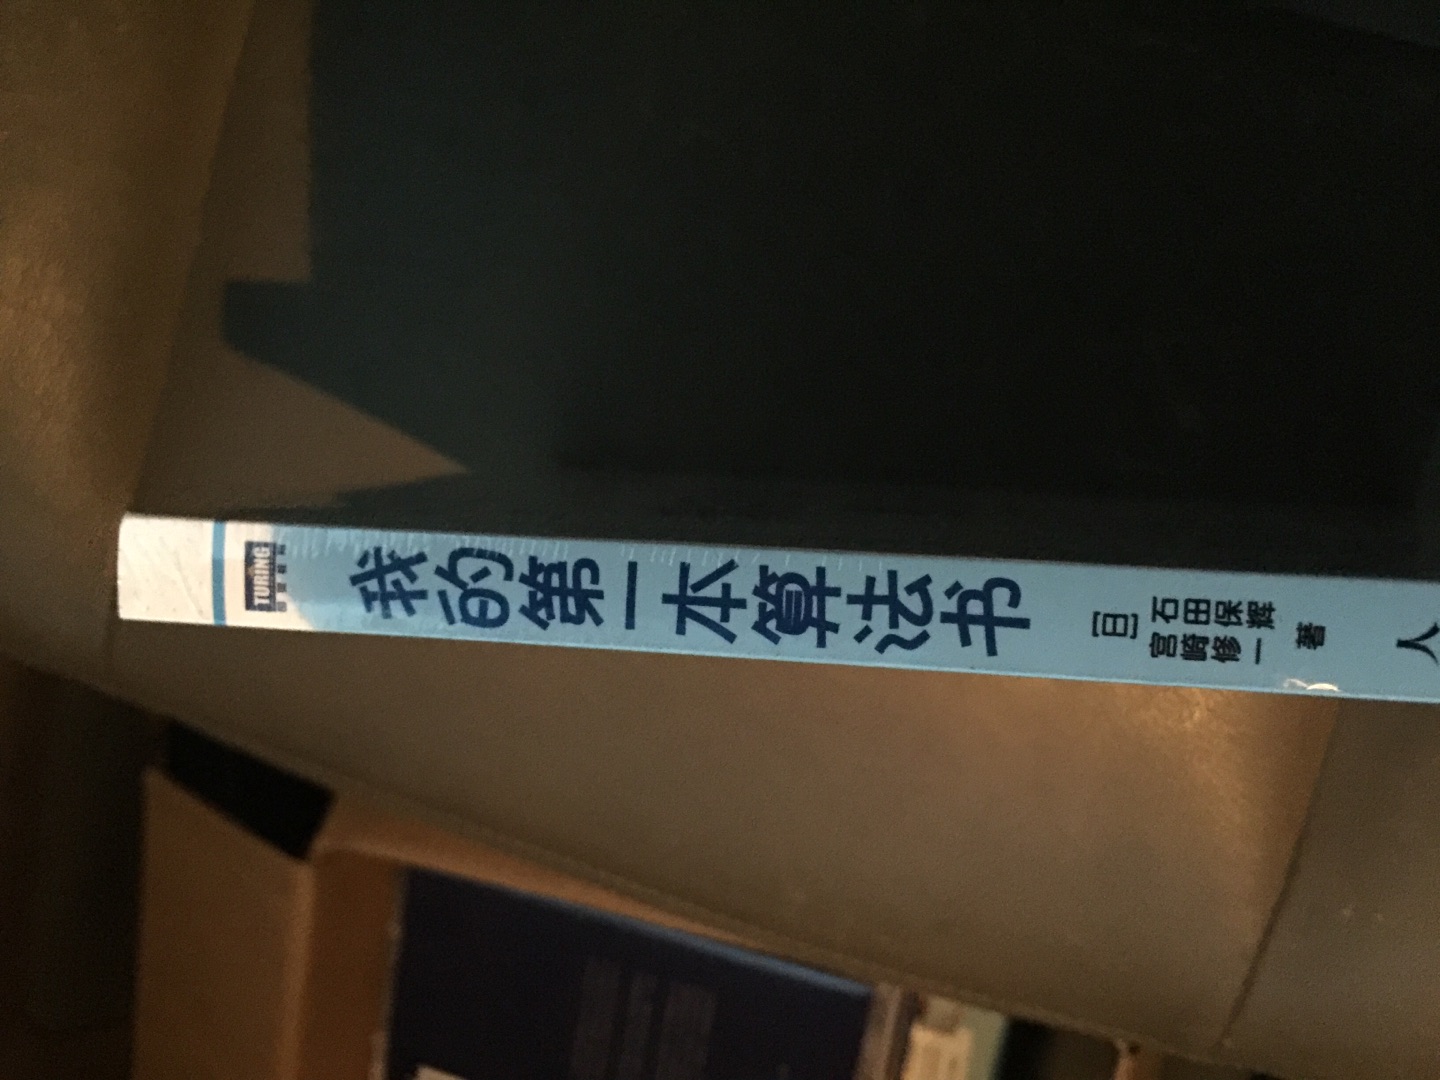 TURING
我的第一本算法书
[日]
石田保辉
宫崎修一
著
人